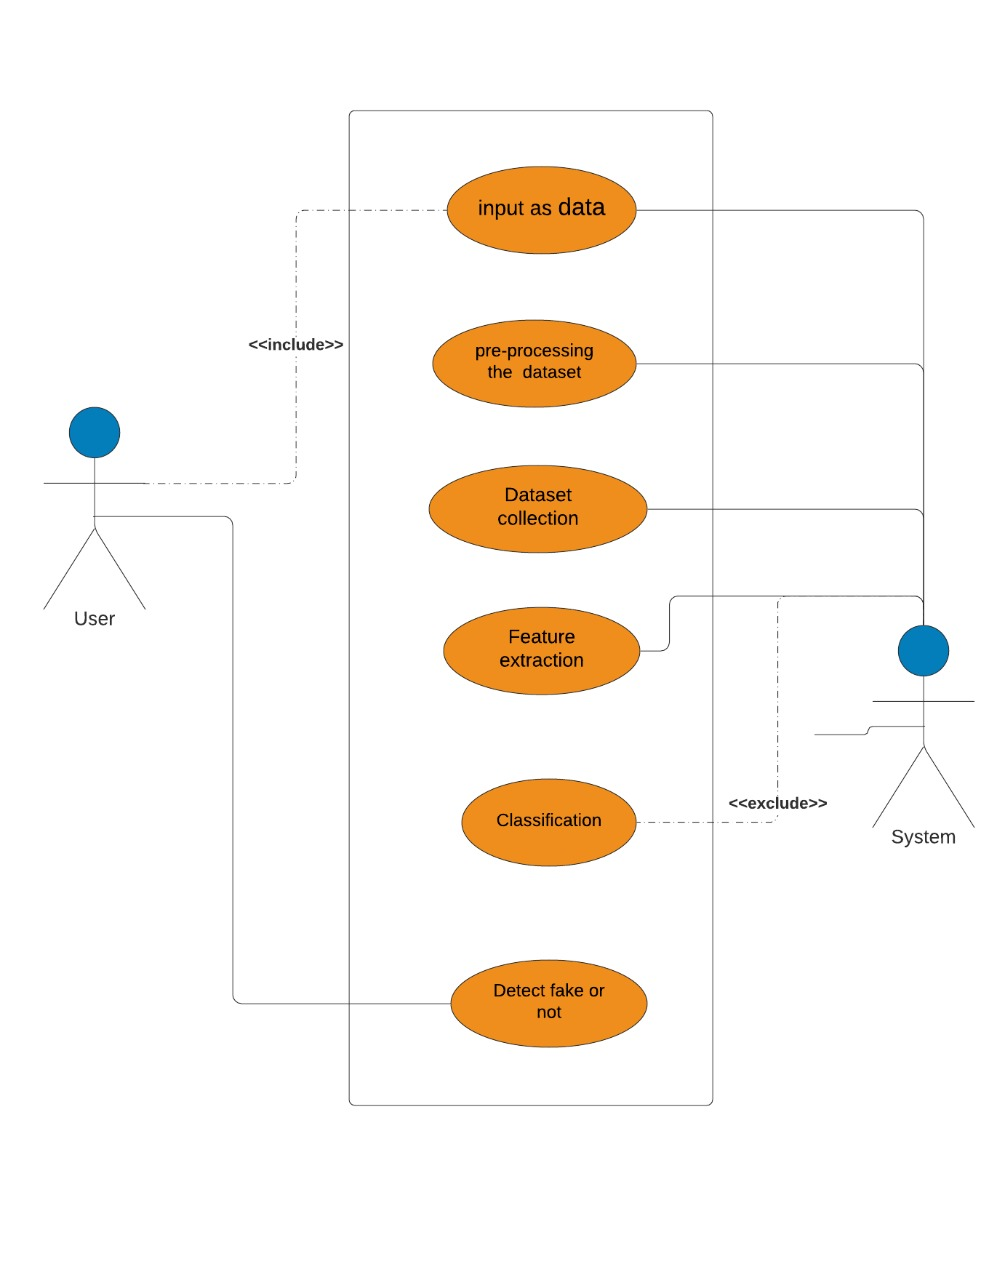 input as data
<<include>>
pre-processing
the  dataset
Dataset
collection
User
Feature
extraction
<<exclude>>
Classification
System
Detect fake or
not